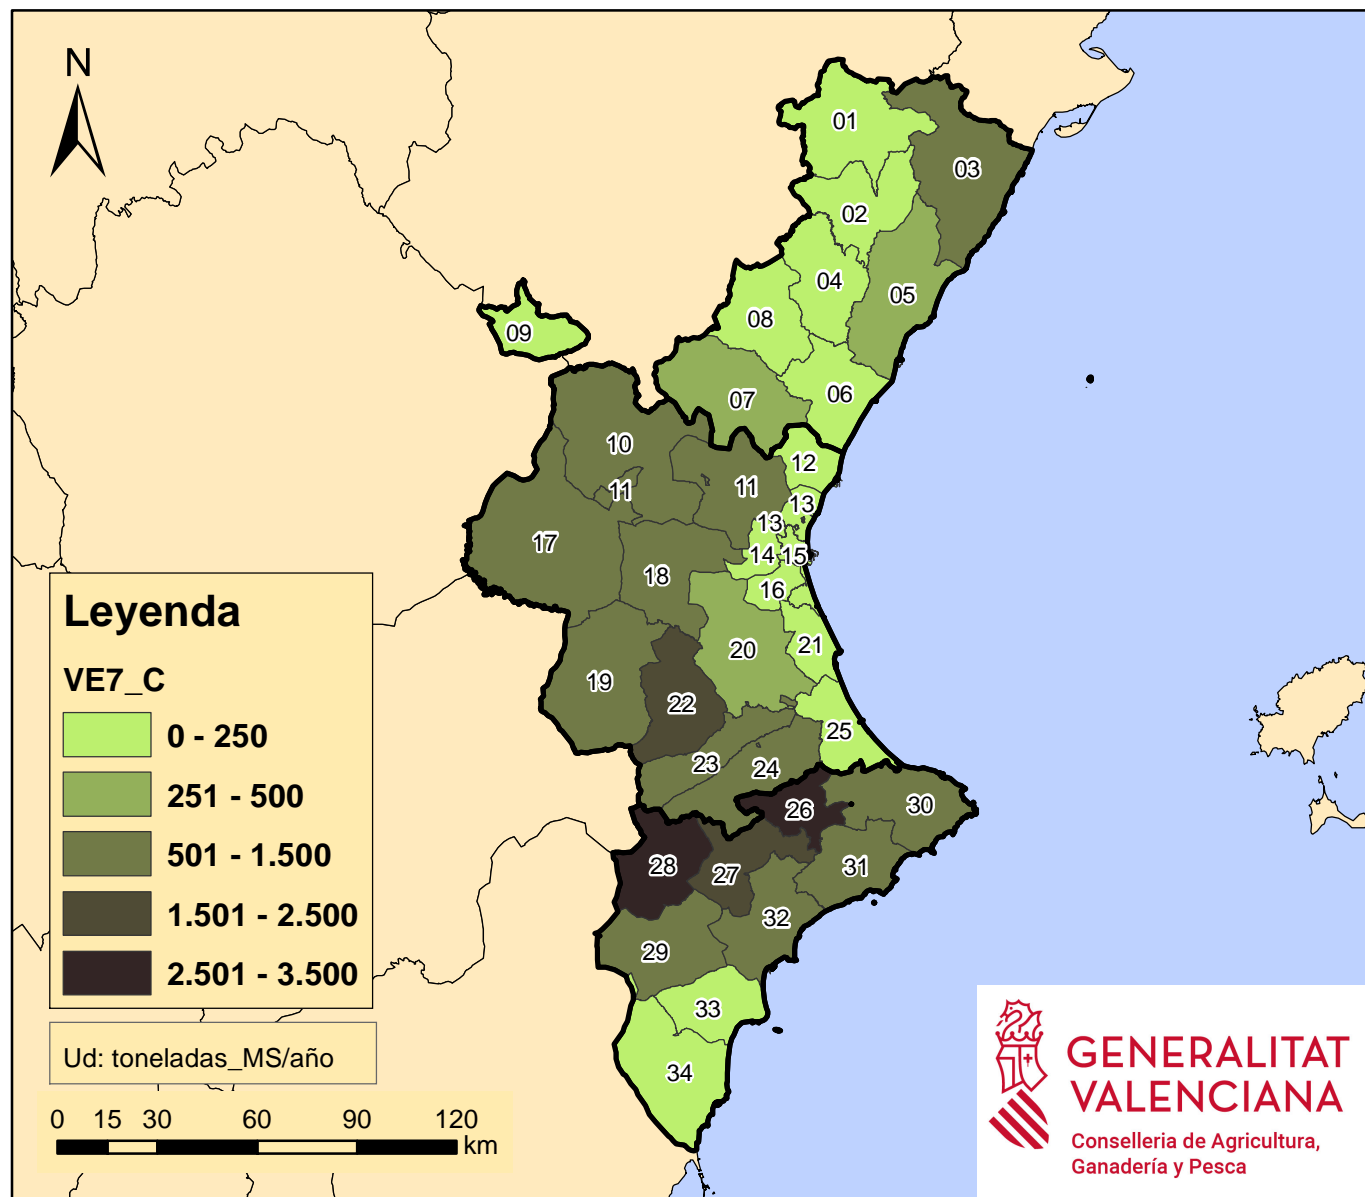 N
01
03
02
04
05
08
09
06
07
10
12
11
11
13
13
17
14
15
18
16
21
20
19
22
25
23
24
26
30
28
27
31
32
29
33
34
Leyenda
VE7_C
0 - 250
251 - 500
501 - 1.500
1.501 - 2.500
2.501 - 3.500
Ud: toneladas_MS/año
0 15 30 60 90 120
km
GENERALITAT
VALENCIANA
Conselleria de Agricultura,
Ganadería y Pesca